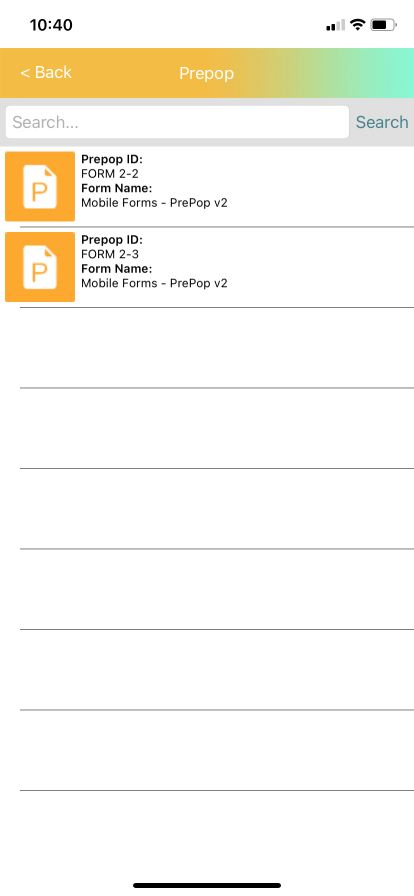 10:40
< Back
Prepop
Search...
Search
P
Prepop ID:
FORM 2-2
Form Name:
Mobile Forms - PrePop v2
P
Prepop ID:
FORM 2-3
Form Name:
Mobile Forms - PrePop v2